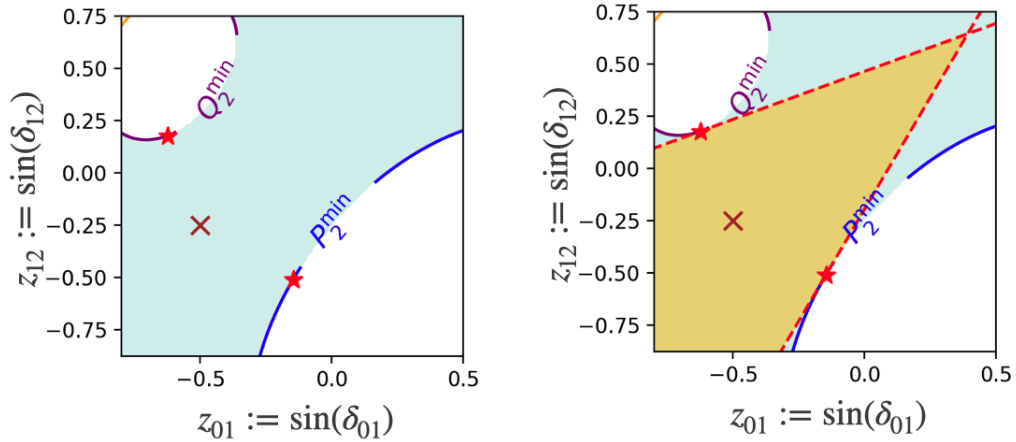 0.75
0.50
0.25
0.00
−0.25
−0.50
−0.75
−0.5
0.0
0.5
z₁₂ := sin(δ₁₂)
z₀₁ := sin(δ₀₁)
Q₂ᵐⁱⁿ
P₂ᵐⁱⁿ
0.75
0.50
0.25
0.00
−0.25
−0.50
−0.75
−0.5
0.0
0.5
z₁₂ := sin(δ₁₂)
z₀₁ := sin(δ₀₁)
Q₂ᵐⁱⁿ
P₂ᵐⁱⁿ